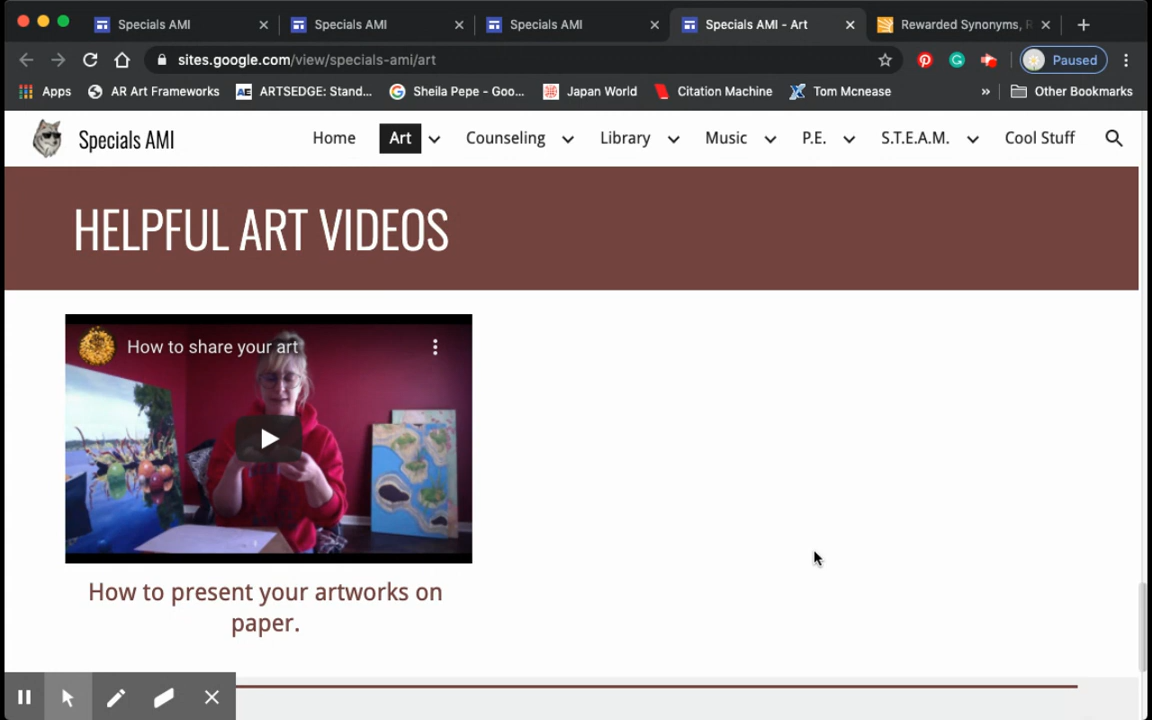 Specials AMI
Specials AMI
Specials AMI
Specials AMI - Art
Rewarded Synonyms,
sites.google.com/view/specials-ami/art
Paused
Apps
AR Art Frameworks
AE
ARTSEDGE: Stand...
Sheila Pepe - Goo...
Japan World
Citation Machine
Tom Mcnease
»
Other Bookmarks
Specials AMI
Home
Art
Counseling
Library
Music
P.E.
S.T.E.A.M.
Cool Stuff
HELPFUL ART VIDEOS
How to share your art
How to present your artworks on
paper.